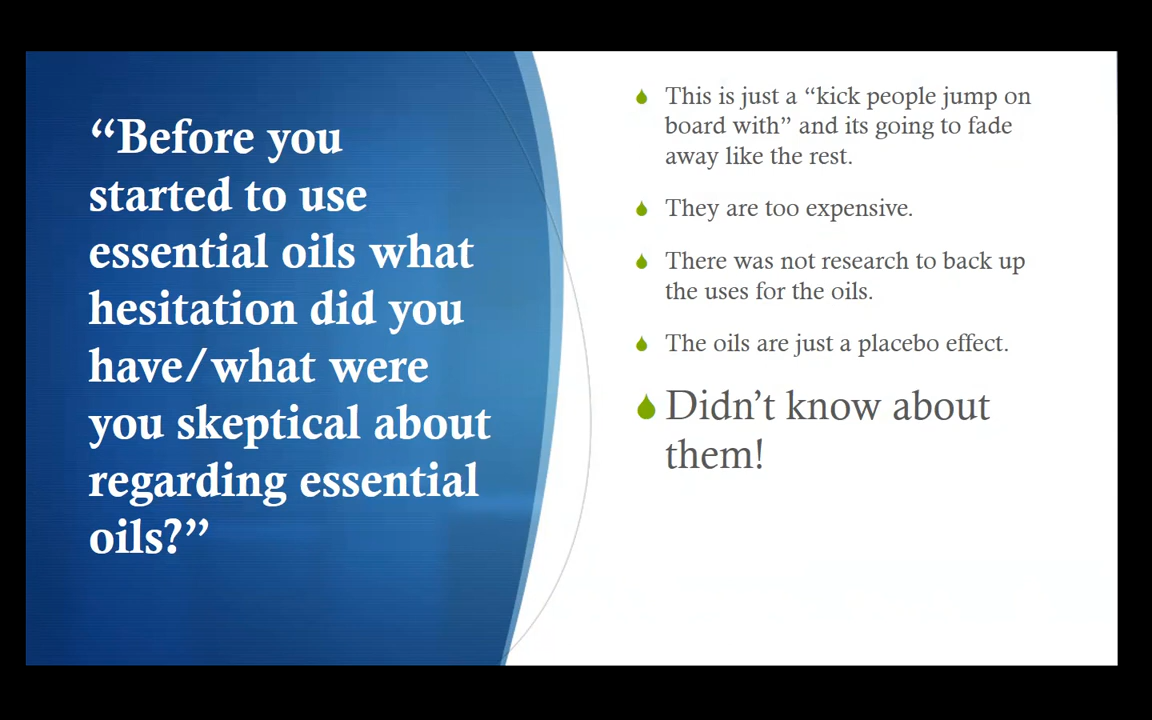 “Before you
started to use
essential oils what
hesitation did you
have/what were
you skeptical about
regarding essential
oils?”
This is just a “kick people jump on
board with” and its going to fade
away like the rest.
They are too expensive.
There was not research to back up
the uses for the oils.
The oils are just a placebo effect.
Didn’t know about
them!